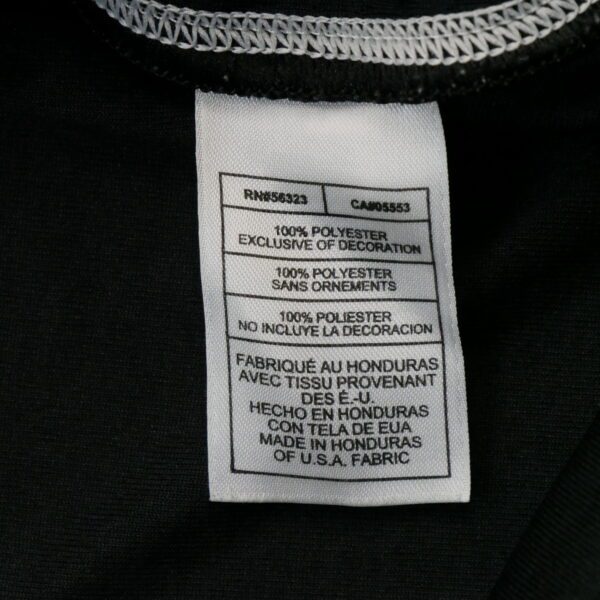 RN#56323 CA#05553
100% POLYESTER
EXCLUSIVE OF DECORATION
100% POLYESTER
SANS ORNEMENTS
100% POLIESTER
NO INCLUYE LA DECORACION
FABRIQUÉ AU HONDURAS
AVEC TISSU PROVENANT
DES É.-U.
HECHO EN HONDURAS
CON TELA DE EUA
MADE IN HONDURAS
OF U.S.A. FABRIC